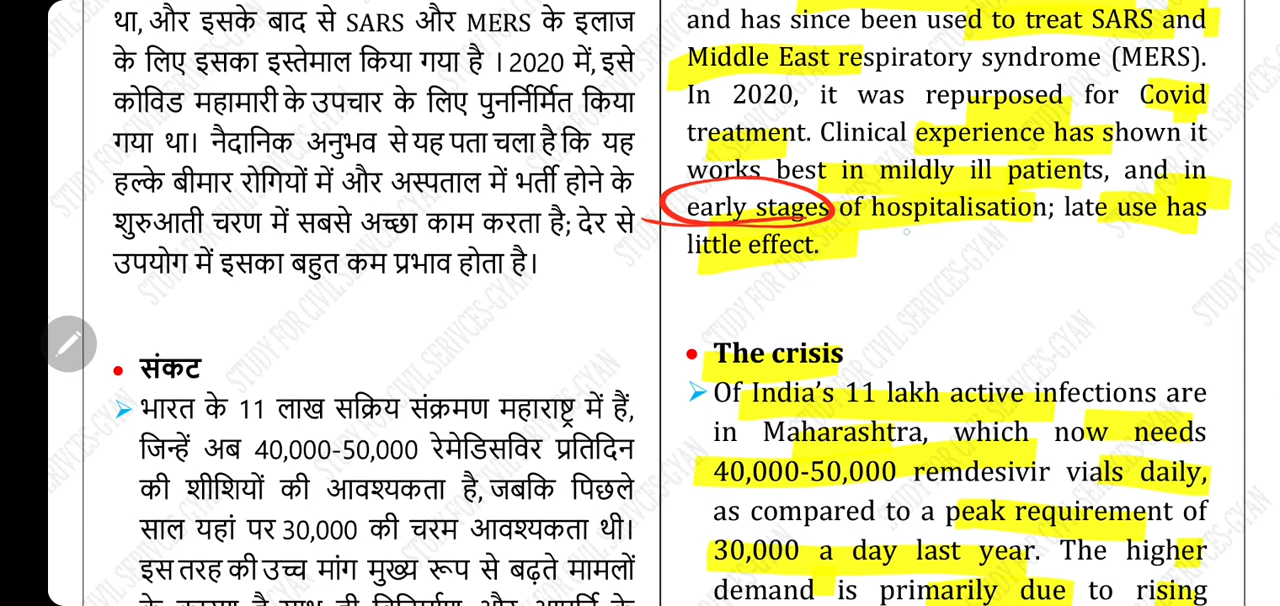 था, और इसके बाद से SARS और MERS के इलाज
के लिए इसका इस्तेमाल किया गया है । 2020 में, इसे
कोविड महामारी के उपचार के लिए पुनर्निर्मित किया
गया था। नैदानिक अनुभव से यह पता चला है कि यह
हल्के बीमार रोगियों में और अस्पताल में भर्ती होने के
शुरुआती चरण में सबसे अच्छा काम करता है; देर से
उपयोग में इसका बहुत कम प्रभाव होता है।
• संकट
➢ भारत के 11 लाख सक्रिय संक्रमण महाराष्ट्र में हैं,
जिन्हें अब 40,000-50,000 रेमेडिसविर प्रतिदिन
की शीशियों की आवश्यकता है, जबकि पिछले
साल यहां पर 30,000 की चरम आवश्यकता थी।
इस तरह की उच्च मांग मुख्य रूप से बढ़ते मामलों
and has since been used to treat SARS and
Middle East respiratory syndrome (MERS).
In 2020, it was repurposed for Covid
treatment. Clinical experience has shown it
works best in mildly ill patients, and in
early stages of hospitalisation; late use has
little effect.
• The crisis
➢ Of India's 11 lakh active infections are
in Maharashtra, which now needs
40,000-50,000 remdesivir vials daily,
as compared to a peak requirement of
30,000 a day last year. The higher
demand is primarily due to rising
STUDY FOR CIVIL SERIVCES-GYAN